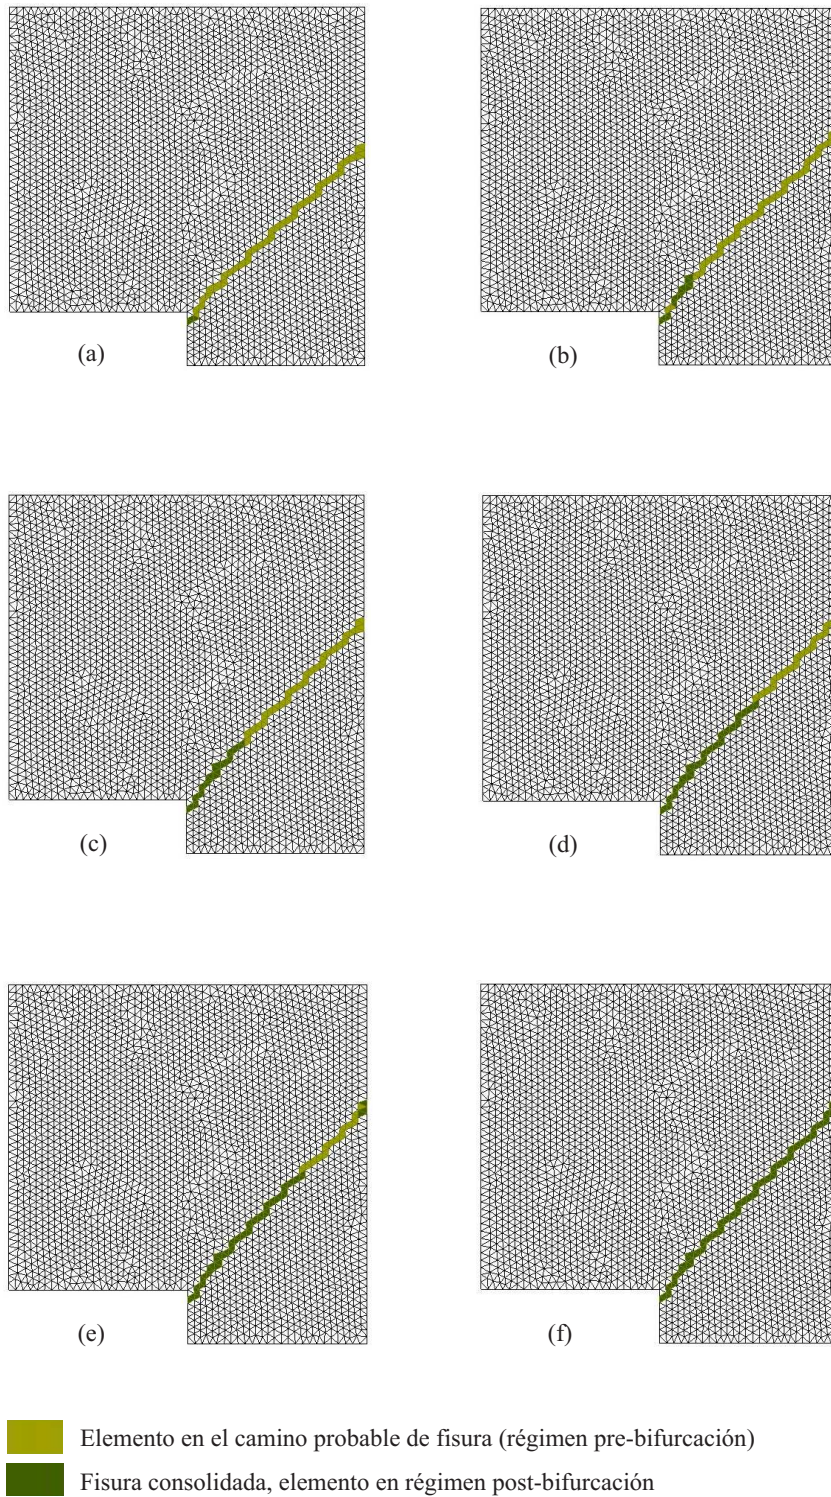 (a)
(b)
(c)
(d)
(e)
(f)
Elemento en el camino probable de fisura (régimen pre-bifurcación)
Fisura consolidada, elemento en régimen post-bifurcación